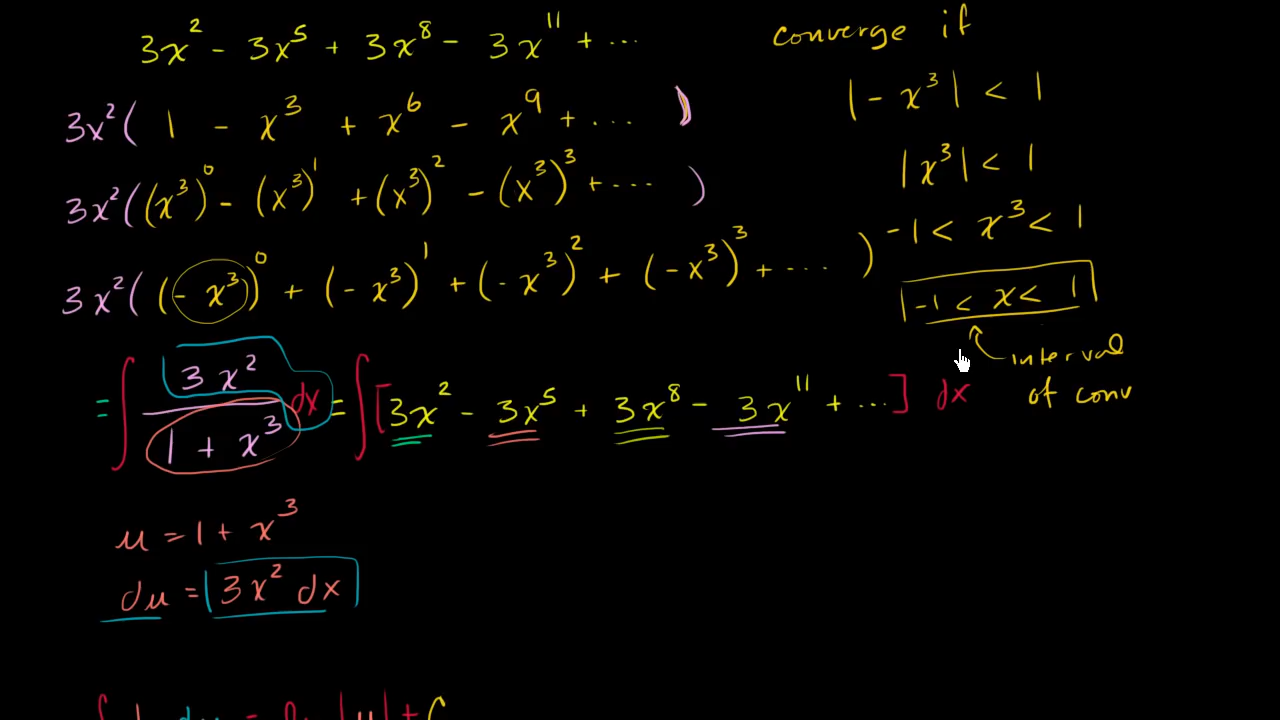 3x² - 3x⁵ + 3x⁸ - 3x¹¹ + ...
3x²( 1 - x³ + x⁶ - x⁹ + ... )
3x²( (x³)⁰ - (x³)¹ + (x³)² - (x³)³ + ... )
3x²( (- x³)⁰ + (- x³)¹ + (- x³)² + (- x³)³ + ... )
= ∫ 3x² / 1 + x³ dx = ∫ [ 3x² - 3x⁵ + 3x⁸ - 3x¹¹ + ... ] dx
u = 1 + x³
du = 3x² dx
converge if
|- x³| < 1
|x³| < 1
-1 < x³ < 1
-1 < x < 1
interval
of conv